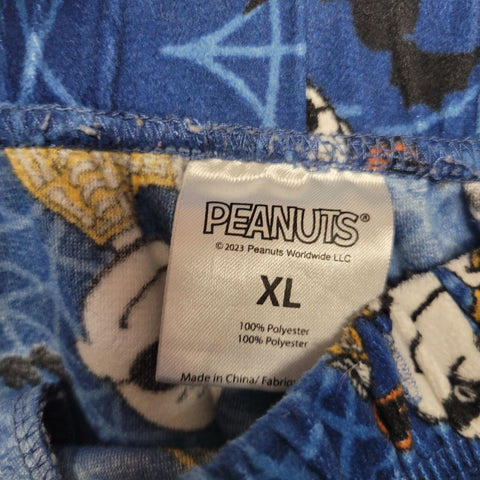 PEANUTS®
© 2023 Peanuts Worldwide LLC
XL
100% Polyester
100% Polyester
Made in China/